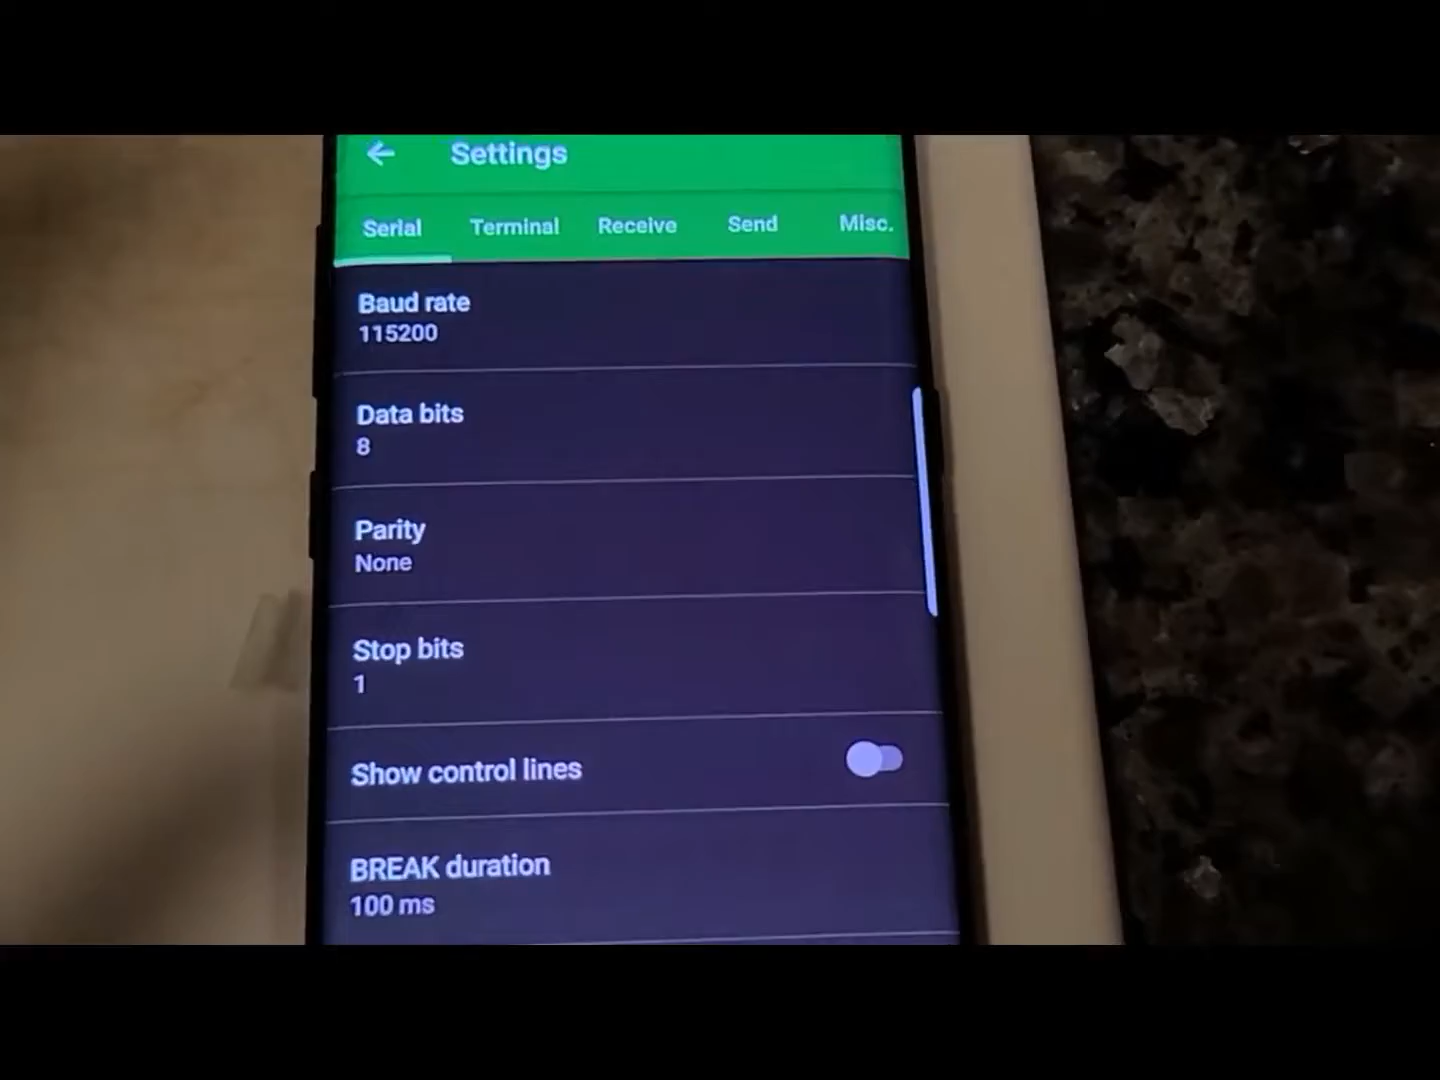 Settings
Serial Terminal Receive Send Misc.
Baud rate
115200
Data bits
8
Parity
None
Stop bits
1
Show control lines
BREAK duration
100 ms